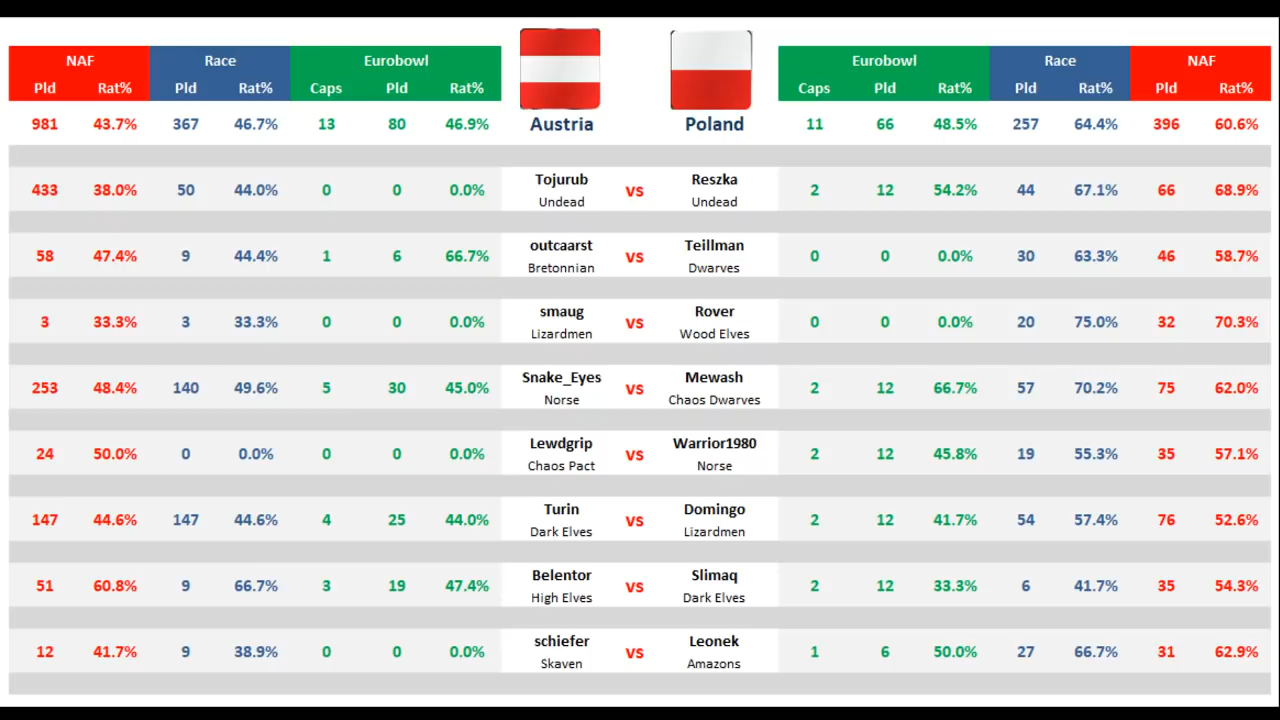 NAF Race Eurobowl Eurobowl Race NAF
Pld Rat% Pld Rat% Caps Pld Rat% Caps Pld Rat% Pld Rat% Pld Rat%
981 43.7% 367 46.7% 13 80 46.9% Austria Poland 11 66 48.5% 257 64.4% 396 60.6%
Tojurub Reszka
433 38.0% 50 44.0% 0 0 0.0% vs 2 12 54.2% 44 67.1% 66 68.9%
Undead Undead
outcaarst Teillman
58 47.4% 9 44.4% 1 6 66.7% vs 0 0 0.0% 30 63.3% 46 58.7%
Bretonnian Dwarves
smaug Rover
3 33.3% 3 33.3% 0 0 0.0% vs 0 0 0.0% 20 75.0% 32 70.3%
Lizardmen Wood Elves
Snake_Eyes Mewash
253 48.4% 140 49.6% 5 30 45.0% vs 2 12 66.7% 57 70.2% 75 62.0%
Norse Chaos Dwarves
Lewdgrip Warrior1980
24 50.0% 0 0.0% 0 0 0.0% vs 2 12 45.8% 19 55.3% 35 57.1%
Chaos Pact Norse
Turin Domingo
147 44.6% 147 44.6% 4 25 44.0% vs 2 12 41.7% 54 57.4% 76 52.6%
Dark Elves Lizardmen
Belentor Slimaq
51 60.8% 9 66.7% 3 19 47.4% vs 2 12 33.3% 6 41.7% 35 54.3%
High Elves Dark Elves
schiefer Leonek
12 41.7% 9 38.9% 0 0 0.0% vs 1 6 50.0% 27 66.7% 31 62.9%
Skaven Amazons